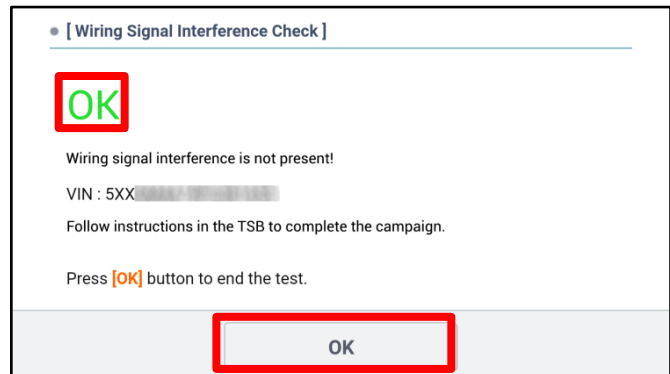 [ Wiring Signal Interference Check ]
OK
Wiring signal interference is not present!
VIN : 5XX
Follow instructions in the TSB to complete the campaign.
Press [OK] button to end the test.
OK